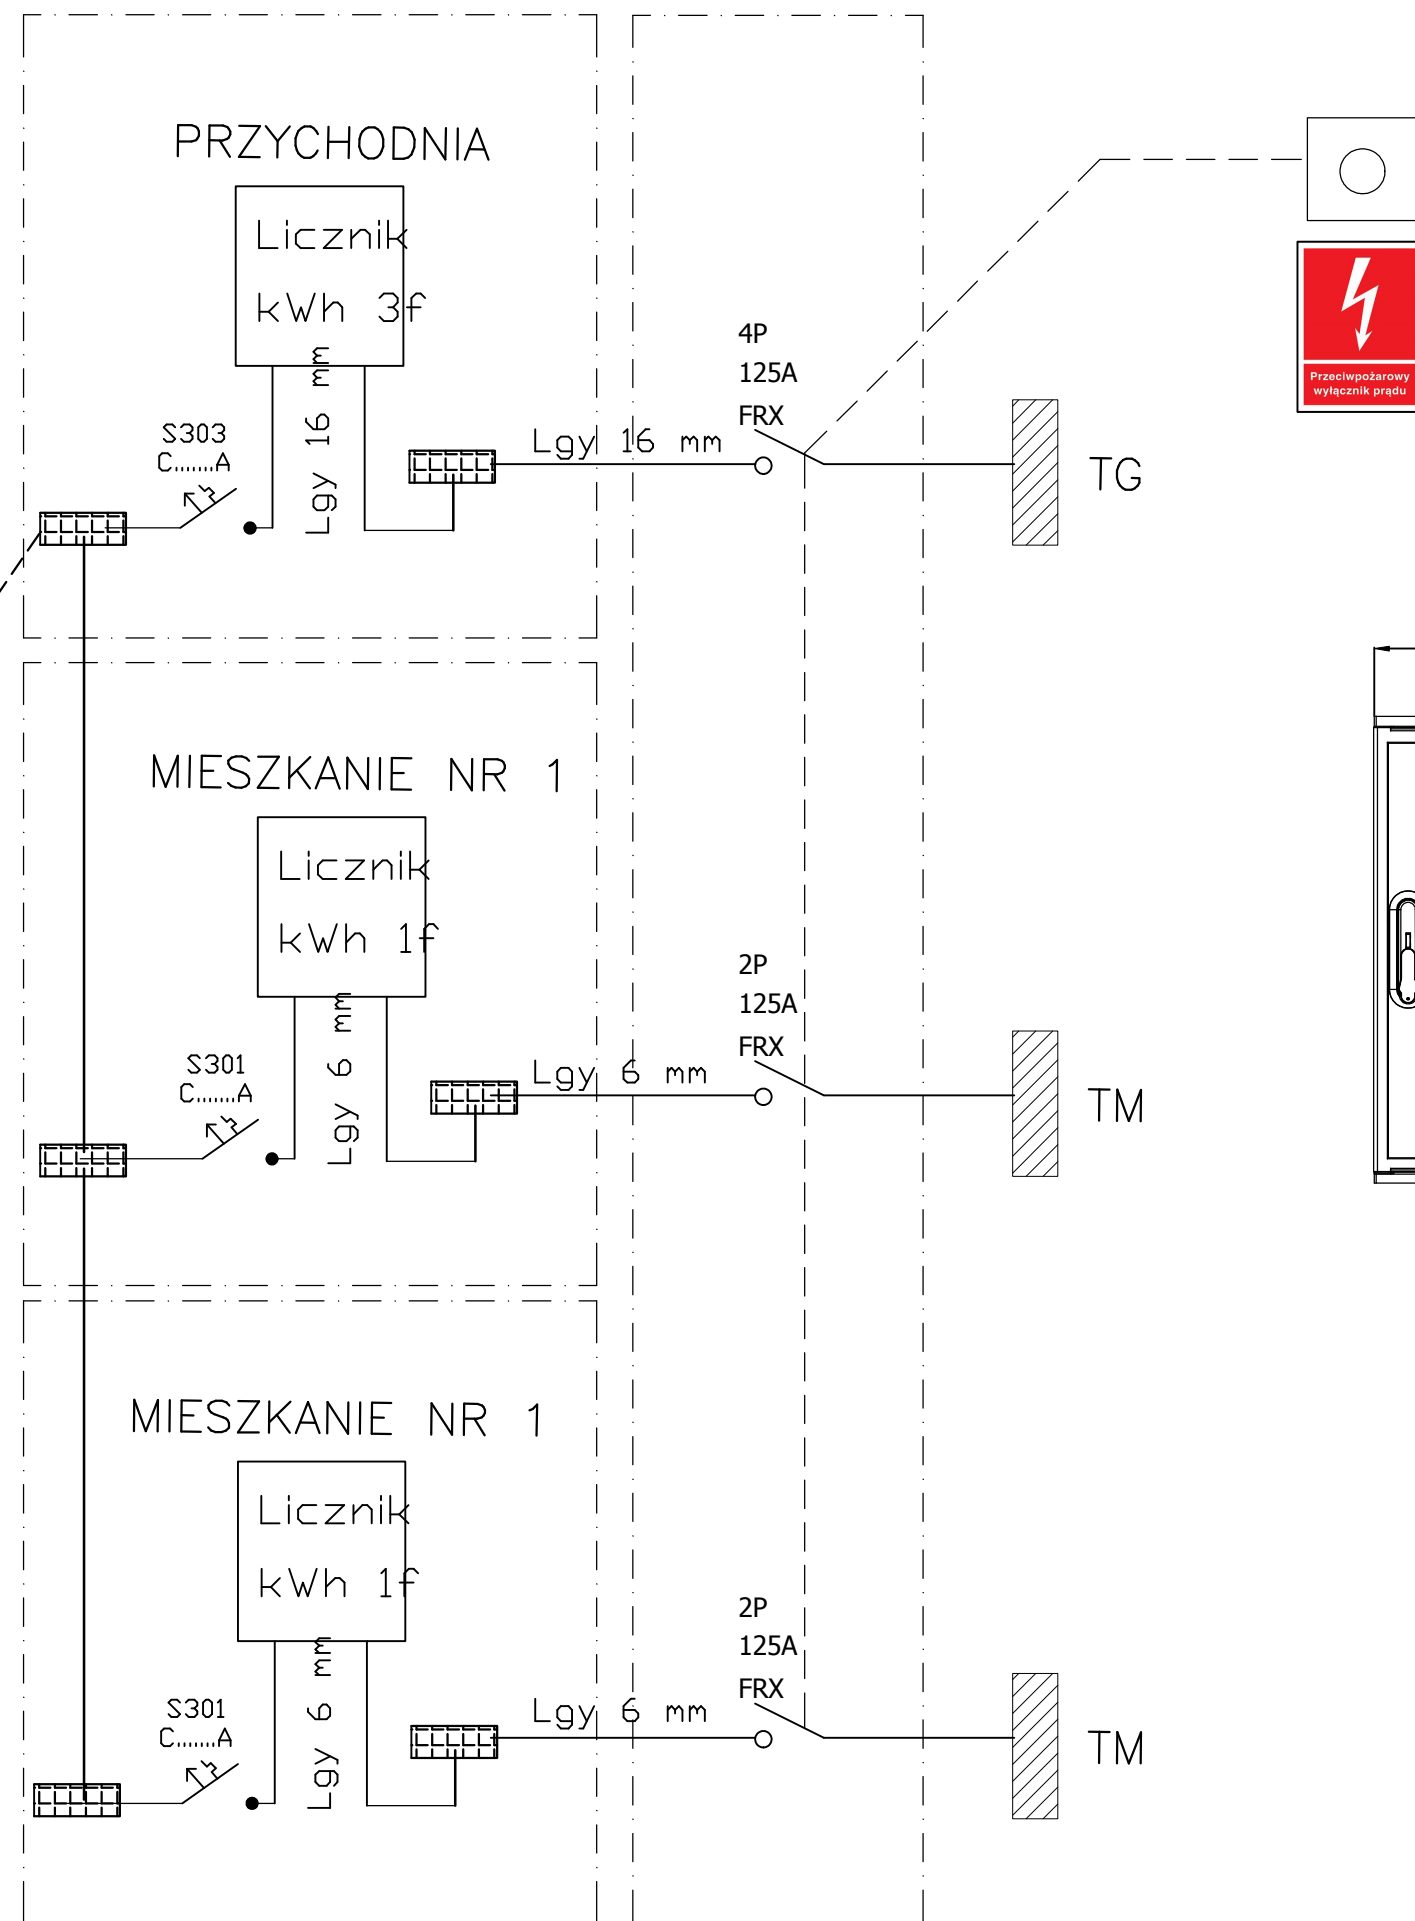 PRZYCHODNIA
Licznik
kWh 3f
Lgy 16 mm
S303
C.......A
Lgy 16 mm
4P
125A
FRX
TG
Przeciwpożarowy
wyłącznik prądu
MIESZKANIE NR 1
Licznik
kWh 1f
Lgy 6 mm
S301
C.......A
Lgy 6 mm
2P
125A
FRX
TM
MIESZKANIE NR 1
Licznik
kWh 1f
Lgy 6 mm
S301
C.......A
Lgy 6 mm
2P
125A
FRX
TM